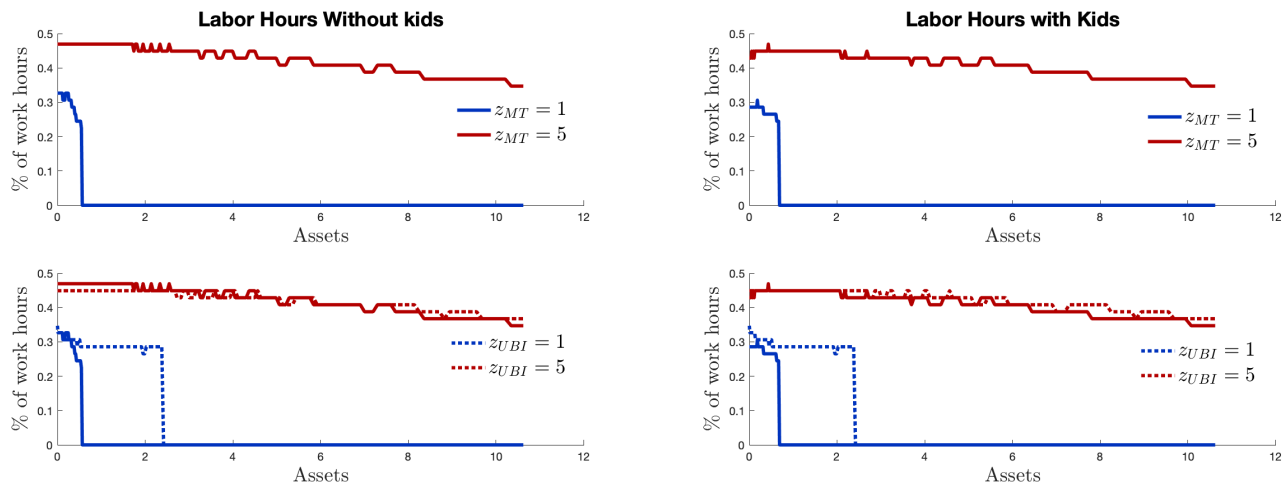 Labor Hours Without kids
% of work hours
0.5
0.4
0.3
0.2
0.1
0
z_MT = 1
z_MT = 5
0 2 4 6 8 10 12
Assets
Labor Hours with Kids
% of work hours
0.5
0.4
0.3
0.2
0.1
0
z_MT = 1
z_MT = 5
0 2 4 6 8 10 12
Assets
% of work hours
0.5
0.4
0.3
0.2
0.1
0
z_UBI = 1
z_UBI = 5
0 2 4 6 8 10 12
Assets
% of work hours
0.5
0.4
0.3
0.2
0.1
0
z_UBI = 1
z_UBI = 5
0 2 4 6 8 10 12
Assets